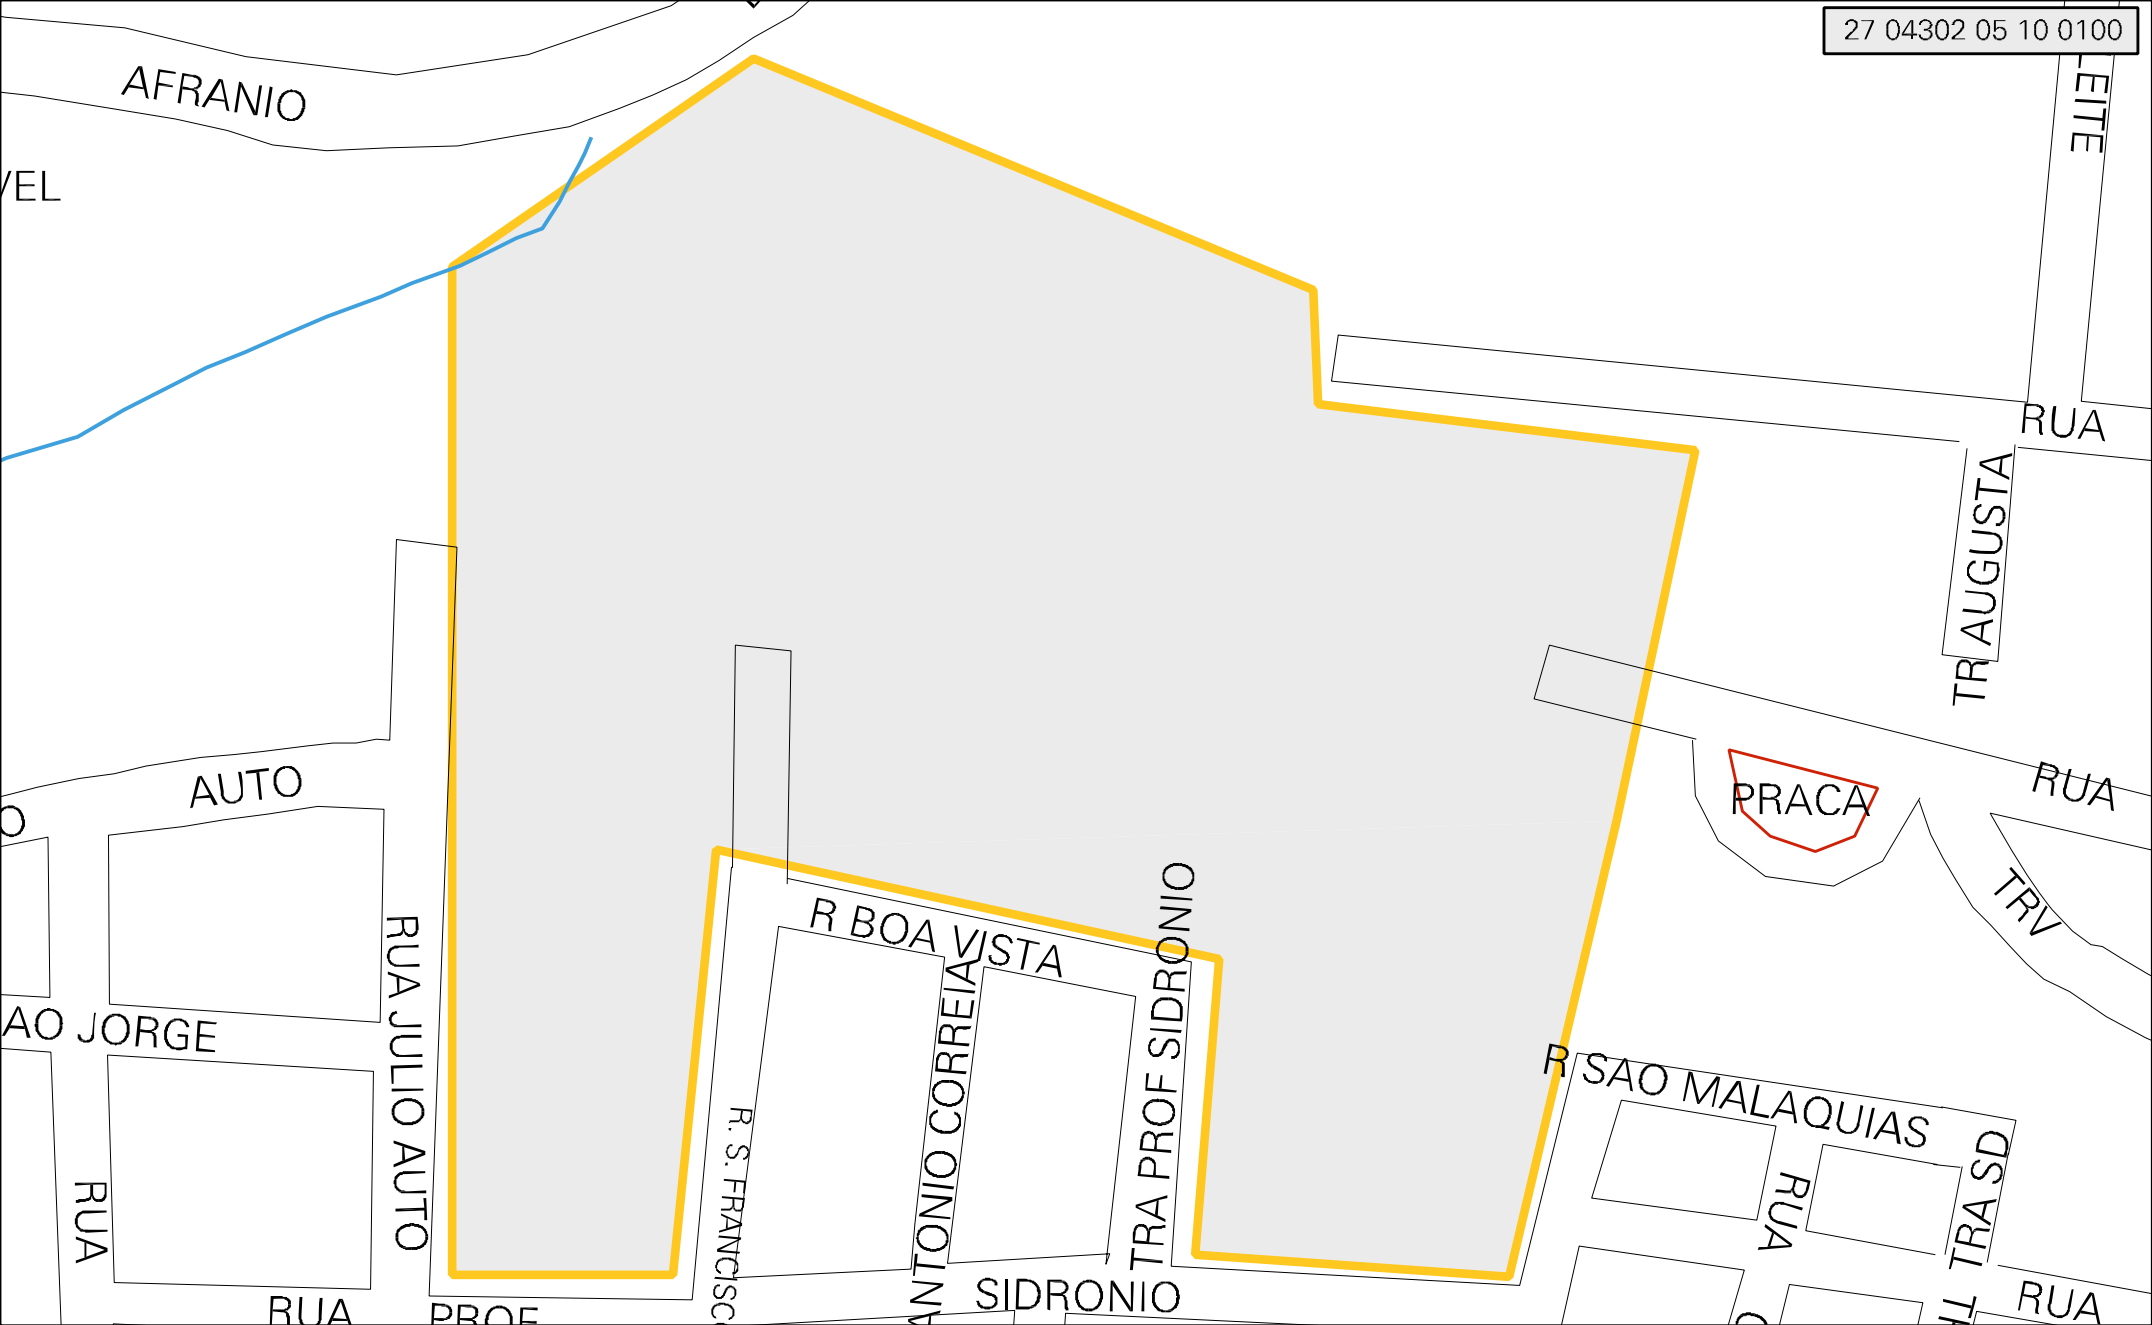 27 04302 05 10 0100
AFRANIO
LEITE
VEL
RUA
TR AUGUSTA
AUTO
O
PRACA
RUA
TRV
R BOA VISTA
TRA PROF SIDRONIO
ANTONIO CORREIA
RUA JULIO AUTO
AO JORGE
R SAO MALAQUIAS
R. S. FRANCISCO
RUA
RUA
TRA SD
SIDRONIO
RUA
PROF
RUA